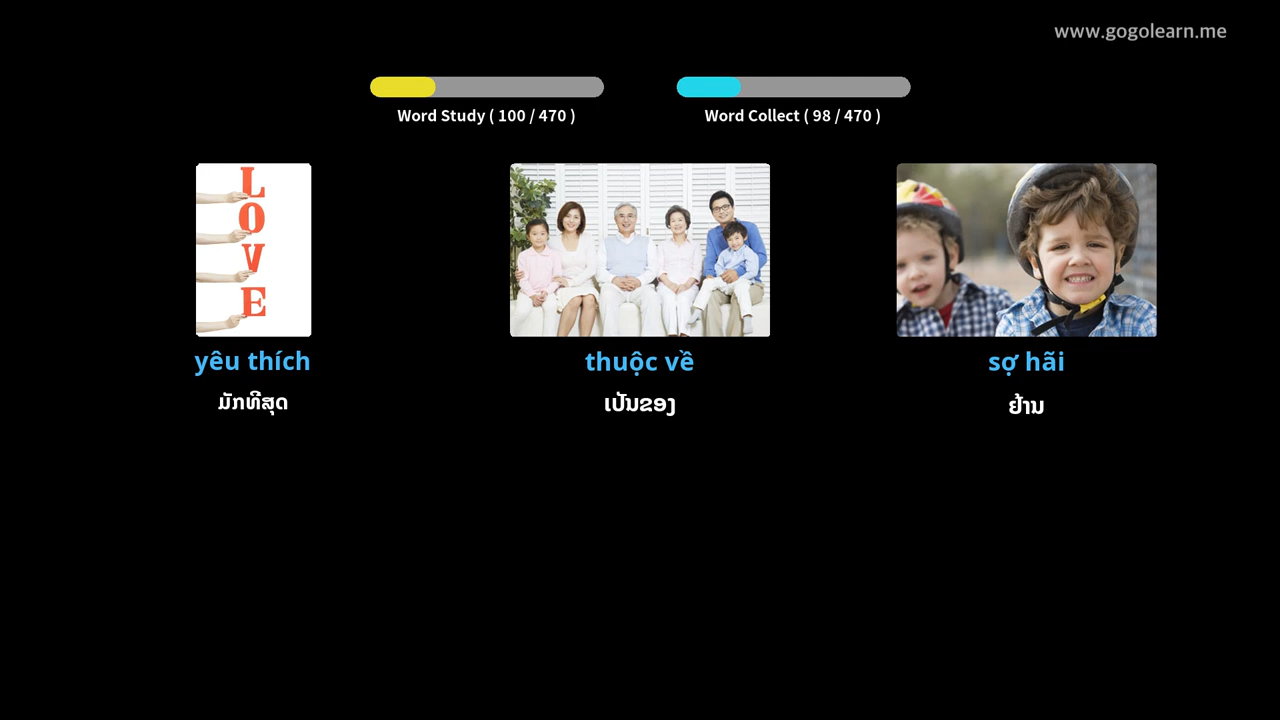 www.gogolearn.me
Word Study ( 100 / 470 )
Word Collect ( 98 / 470 )
L
O
V
E
yêu thích
thuộc về
sợ hãi
ມັກທີ່ສຸດ
ເປັນຂອງ
ຢ້ານ